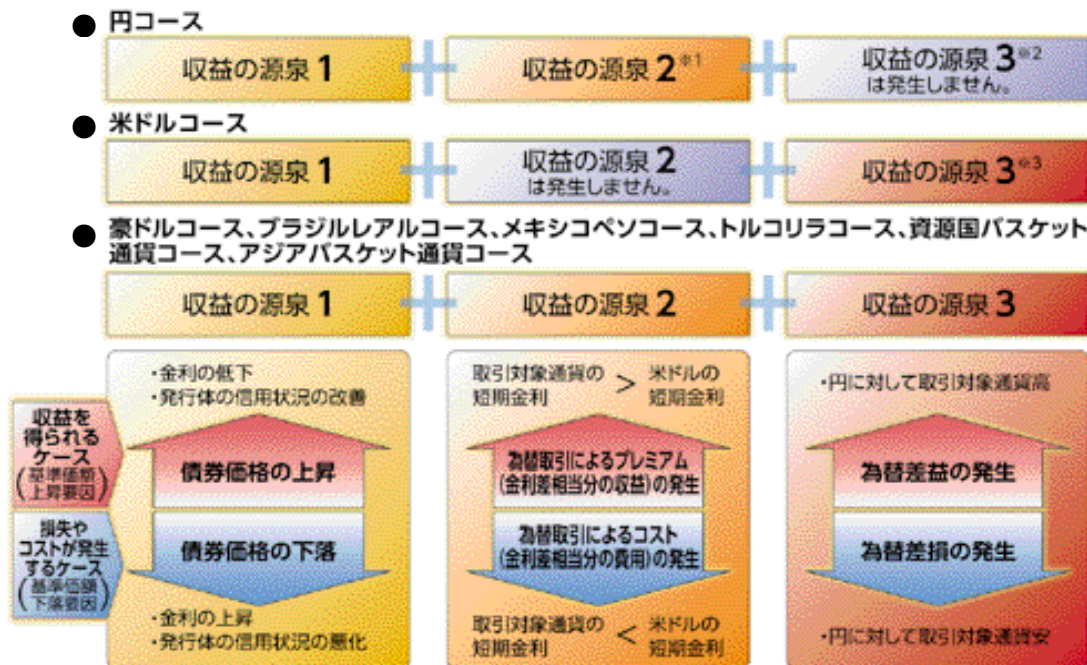 ● 円コース
収益の源泉 1 + 収益の源泉 2※1 + 収益の源泉 3※2
は発生しません。
● 米ドルコース
収益の源泉 1 + 収益の源泉 2 + 収益の源泉 3※3
は発生しません。
● 豪ドルコース、ブラジルレアルコース、メキシコペソコース、トルコリラコース、資源国バスケット
通貨コース、アジアバスケット通貨コース
収益の源泉 1 + 収益の源泉 2 + 収益の源泉 3
収益を
得られる
ケース
(基準価額
上昇要因)
損失や
コストが発生
するケース
(基準価額
下落要因)
・金利の低下
・発行体の信用状況の改善
債券価格の上昇
債券価格の下落
・金利の上昇
・発行体の信用状況の悪化
取引対象通貨の > 米ドルの
短期金利 短期金利
為替取引によるプレミアム
(金利差相当分の収益)の発生
為替取引によるコスト
(金利差相当分の費用)の発生
取引対象通貨の < 米ドルの
短期金利 短期金利
・円に対して取引対象通貨高
為替差益の発生
為替差損の発生
・円に対して取引対象通貨安